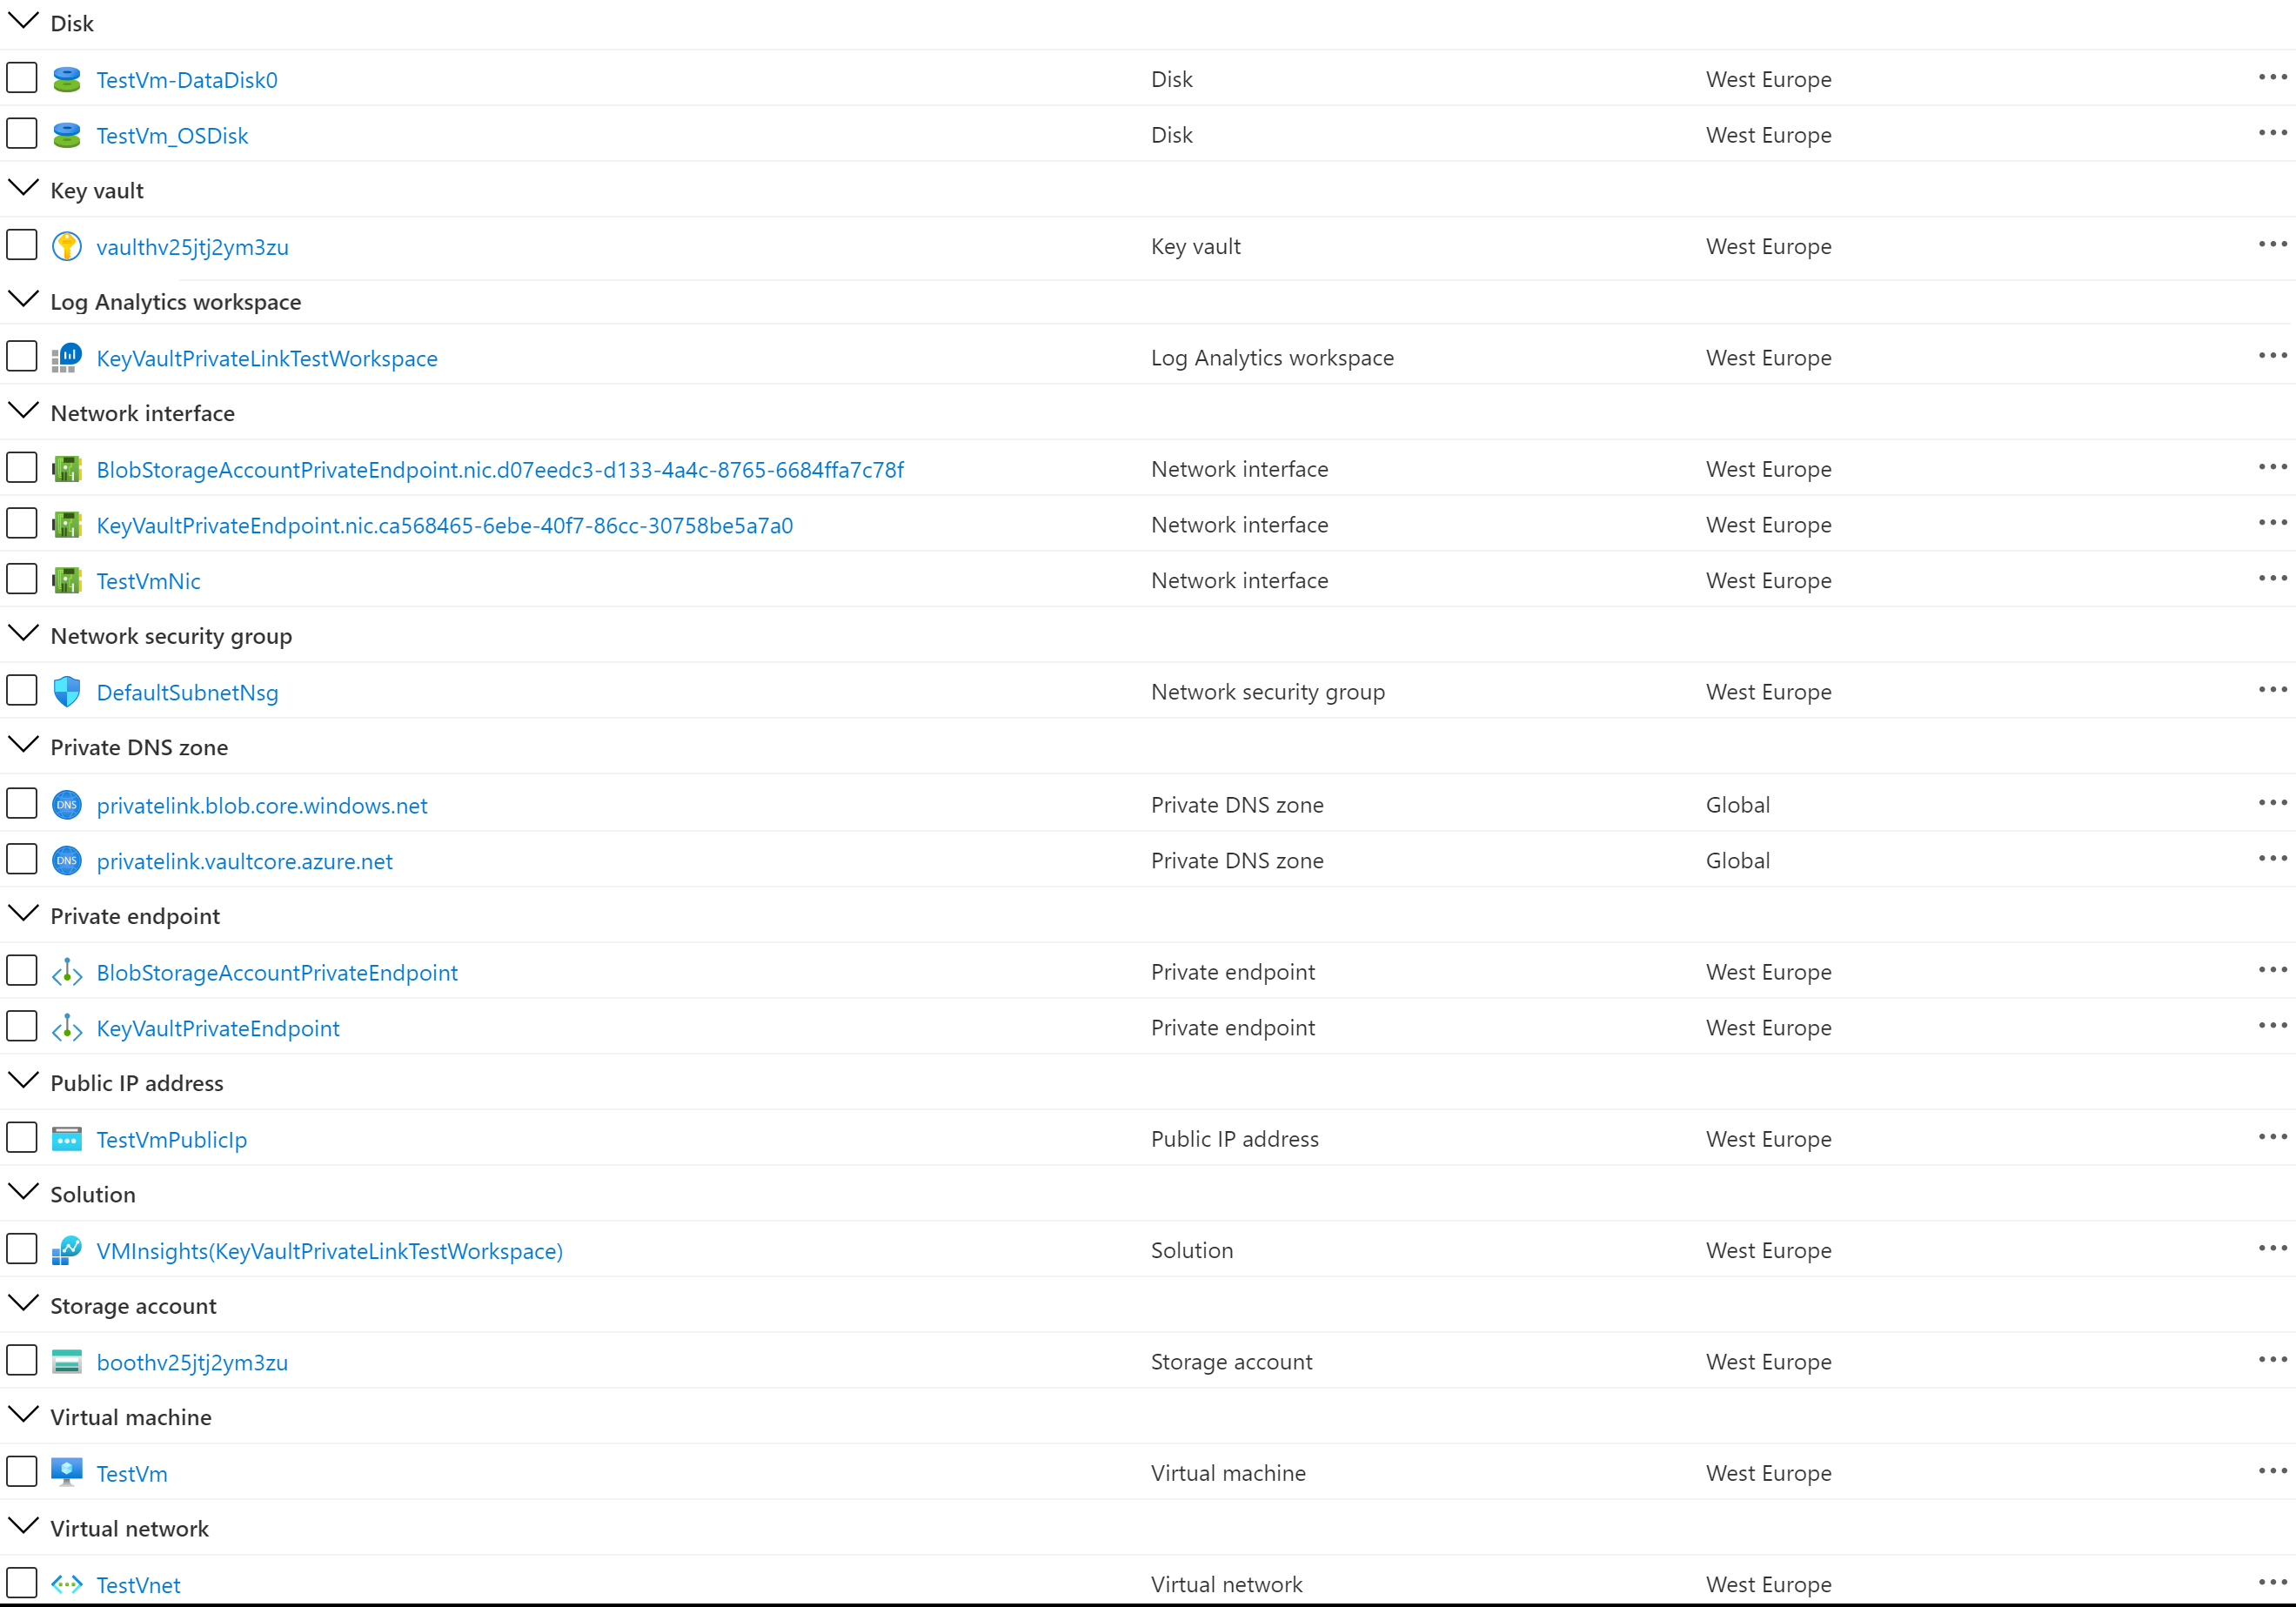 Disk
TestVm-DataDisk0 Disk West Europe
TestVm_OSDisk Disk West Europe
Key vault
vaulthv25jtj2ym3zu Key vault West Europe
Log Analytics workspace
KeyVaultPrivateLinkTestWorkspace Log Analytics workspace West Europe
Network interface
BlobStorageAccountPrivateEndpoint.nic.d07eedc3-d133-4a4c-8765-6684ffa7c78f Network interface West Europe
KeyVaultPrivateEndpoint.nic.ca568465-6ebe-40f7-86cc-30758be5a7a0 Network interface West Europe
TestVmNic Network interface West Europe
Network security group
DefaultSubnetNsg Network security group West Europe
Private DNS zone
DNS privatelink.blob.core.windows.net Private DNS zone Global
DNS privatelink.vaultcore.azure.net Private DNS zone Global
Private endpoint
BlobStorageAccountPrivateEndpoint Private endpoint West Europe
KeyVaultPrivateEndpoint Private endpoint West Europe
Public IP address
TestVmPublicIp Public IP address West Europe
Solution
VMInsights(KeyVaultPrivateLinkTestWorkspace) Solution West Europe
Storage account
boothv25jtj2ym3zu Storage account West Europe
Virtual machine
TestVm Virtual machine West Europe
Virtual network
TestVnet Virtual network West Europe